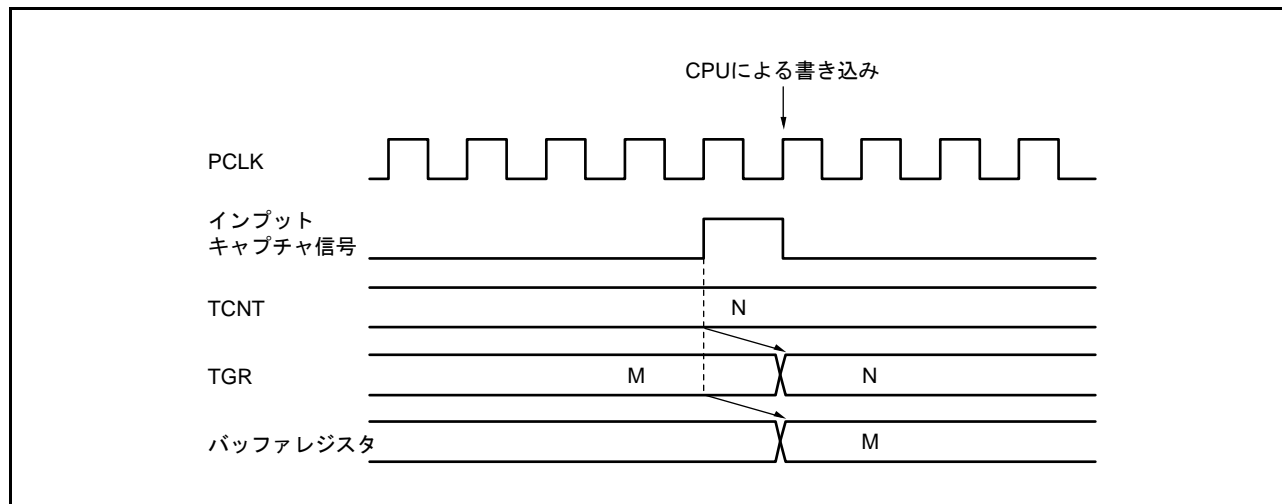 CPUによる書き込み
PCLK
インプット
キャプチャ信号
TCNT
N
TGR
M
N
バッファレジスタ
M